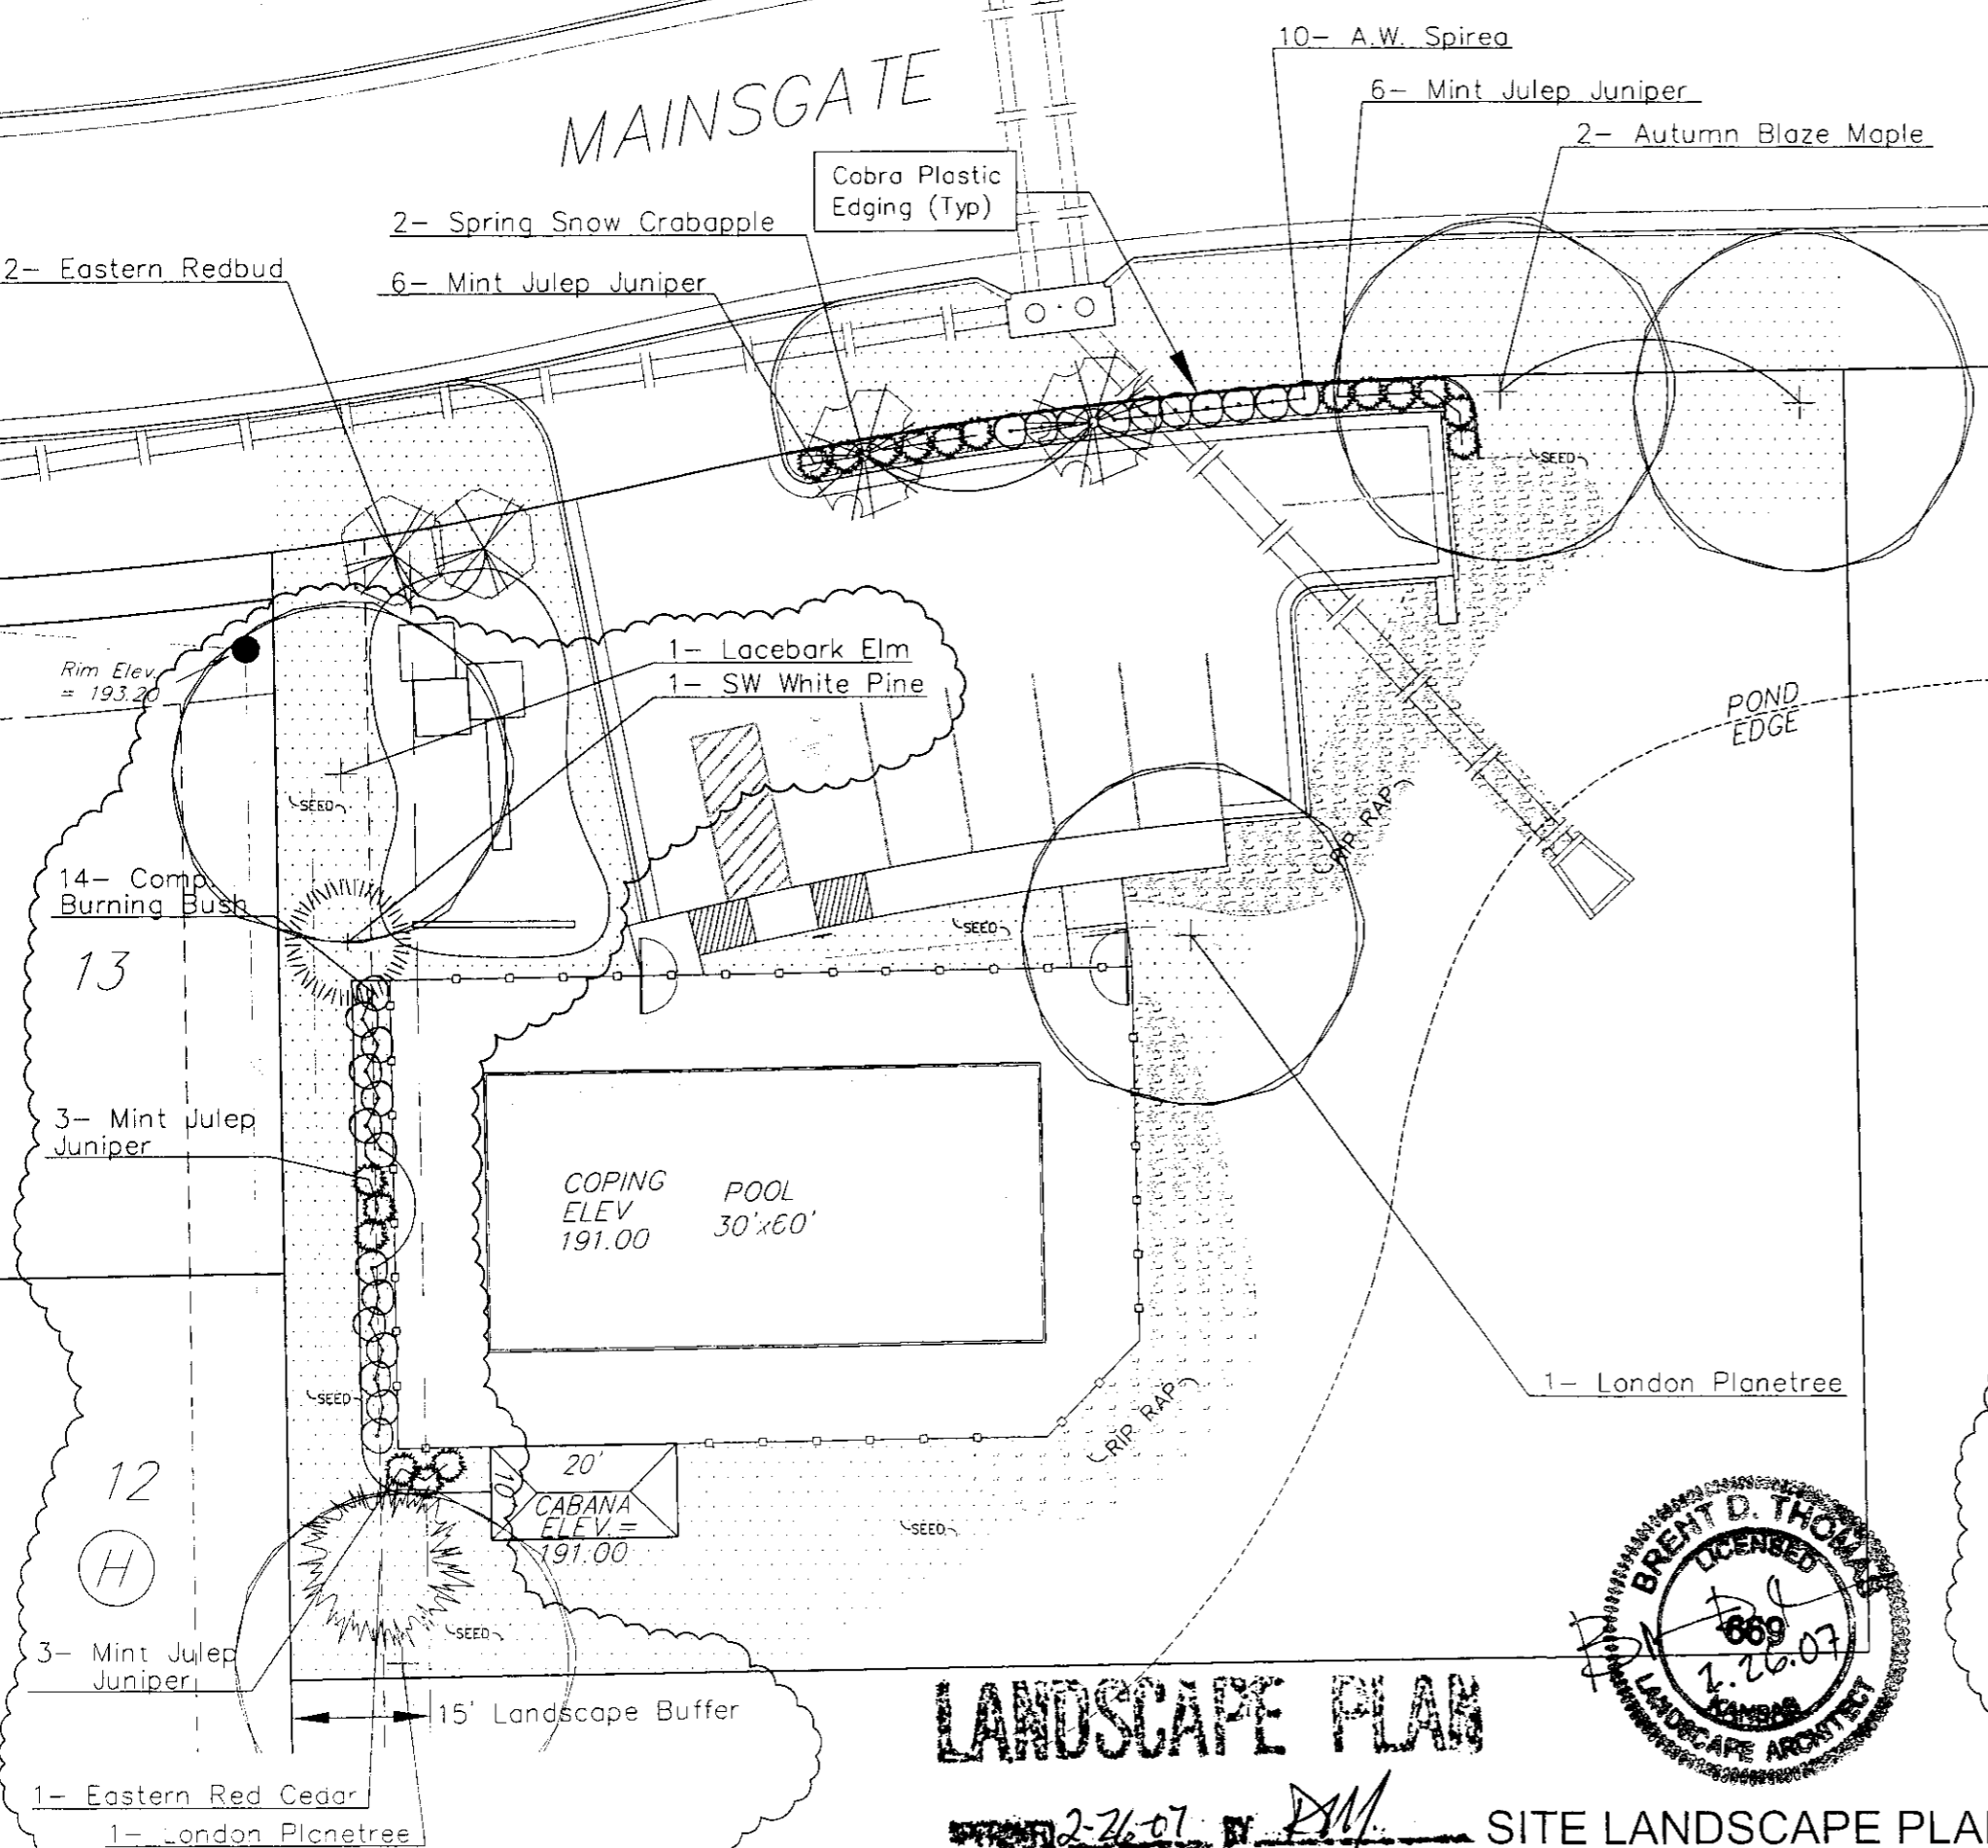 10- A.W. Spirea
MAINSGATE
6- Mint Julep Juniper
2- Autumn Blaze Maple
Cobra Plastic
Edging (Typ)
2- Spring Snow Crabapple
2- Eastern Redbud
6- Mint Julep Juniper
SEED
1- Lacebark Elm
Rim Elev.
= 193.20
1- SW White Pine
POND
EDGE
SEED
RIP RAP
14- Comp.
Burning Bush
SEED
13
3- Mint Julep
Juniper
COPING
ELEV
191.00
POOL
30'x60'
1- London Planetree
SEED
RIP RAP
12
20'
10'
CABANA
ELEV.=
191.00
SEED
H
BRENT D. THOMAS
LICENSED
669
2.26.07
KANSAS
LANDSCAPE ARCHITECT
SEED
3- Mint Julep
Juniper
15' Landscape Buffer
LANDSCAPE PLAN
1- Eastern Red Cedar
1- London Planetree
2-26-07 BY
SITE LANDSCAPE PLA